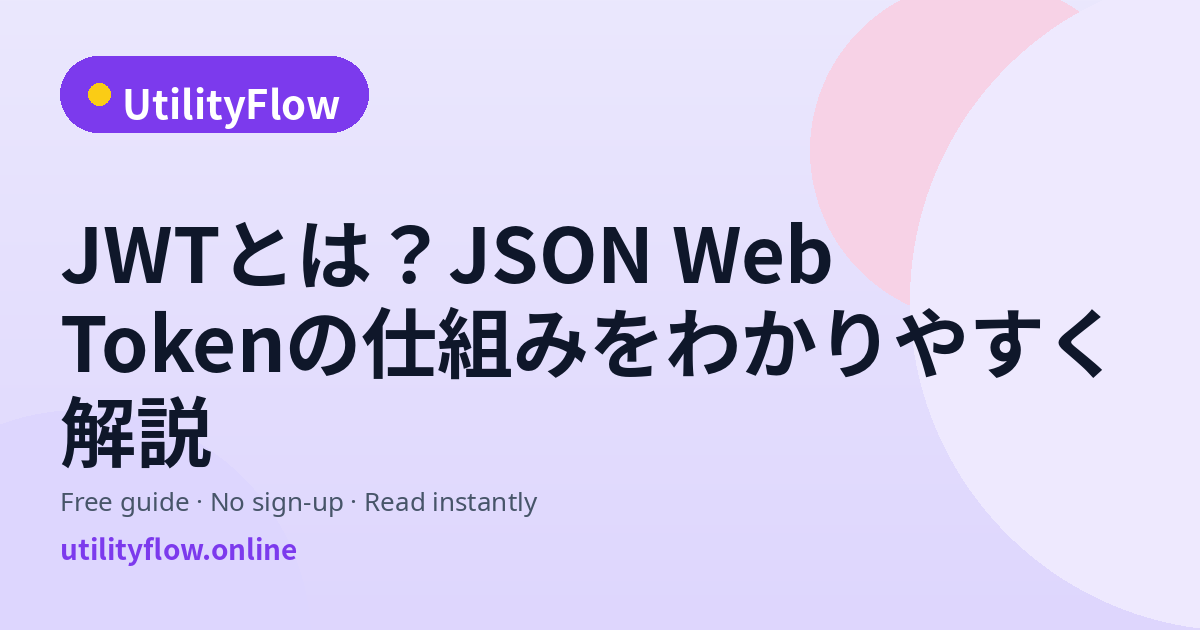 UtilityFlow
JWTとは？JSON Web
Tokenの仕組みをわかりやすく
解説
Free guide · No sign-up · Read instantly
utilityflow.online